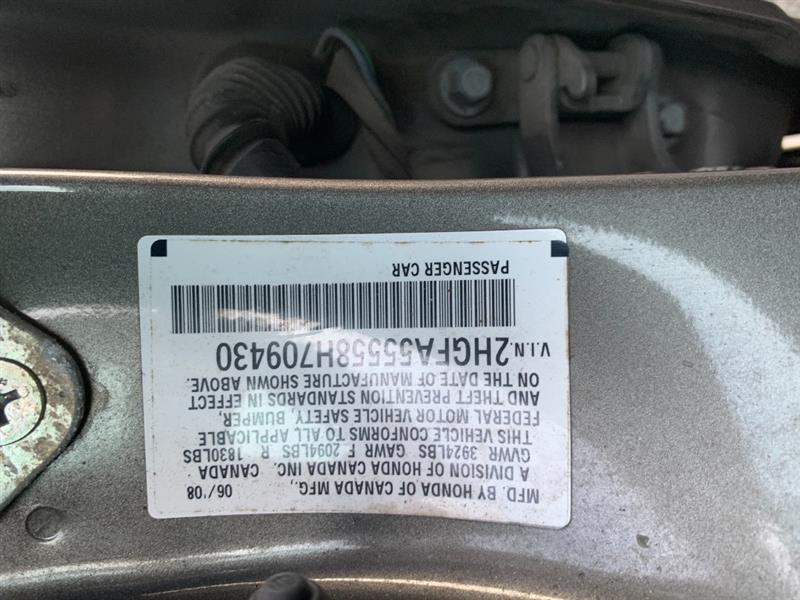 MFD. BY HONDA OF CANADA MFG., 06/'08
A DIVISION OF HONDA CANADA INC. CANADA
GVWR 3924LBS GAWR F 2094LBS R 1830LBS
THIS VEHICLE CONFORMS TO ALL APPLICABLE
FEDERAL MOTOR VEHICLE SAFETY, BUMPER,
AND THEFT PREVENTION STANDARDS IN EFFECT
ON THE DATE OF MANUFACTURE SHOWN ABOVE.
V.I.N. 2HGFA55558H709430
PASSENGER CAR